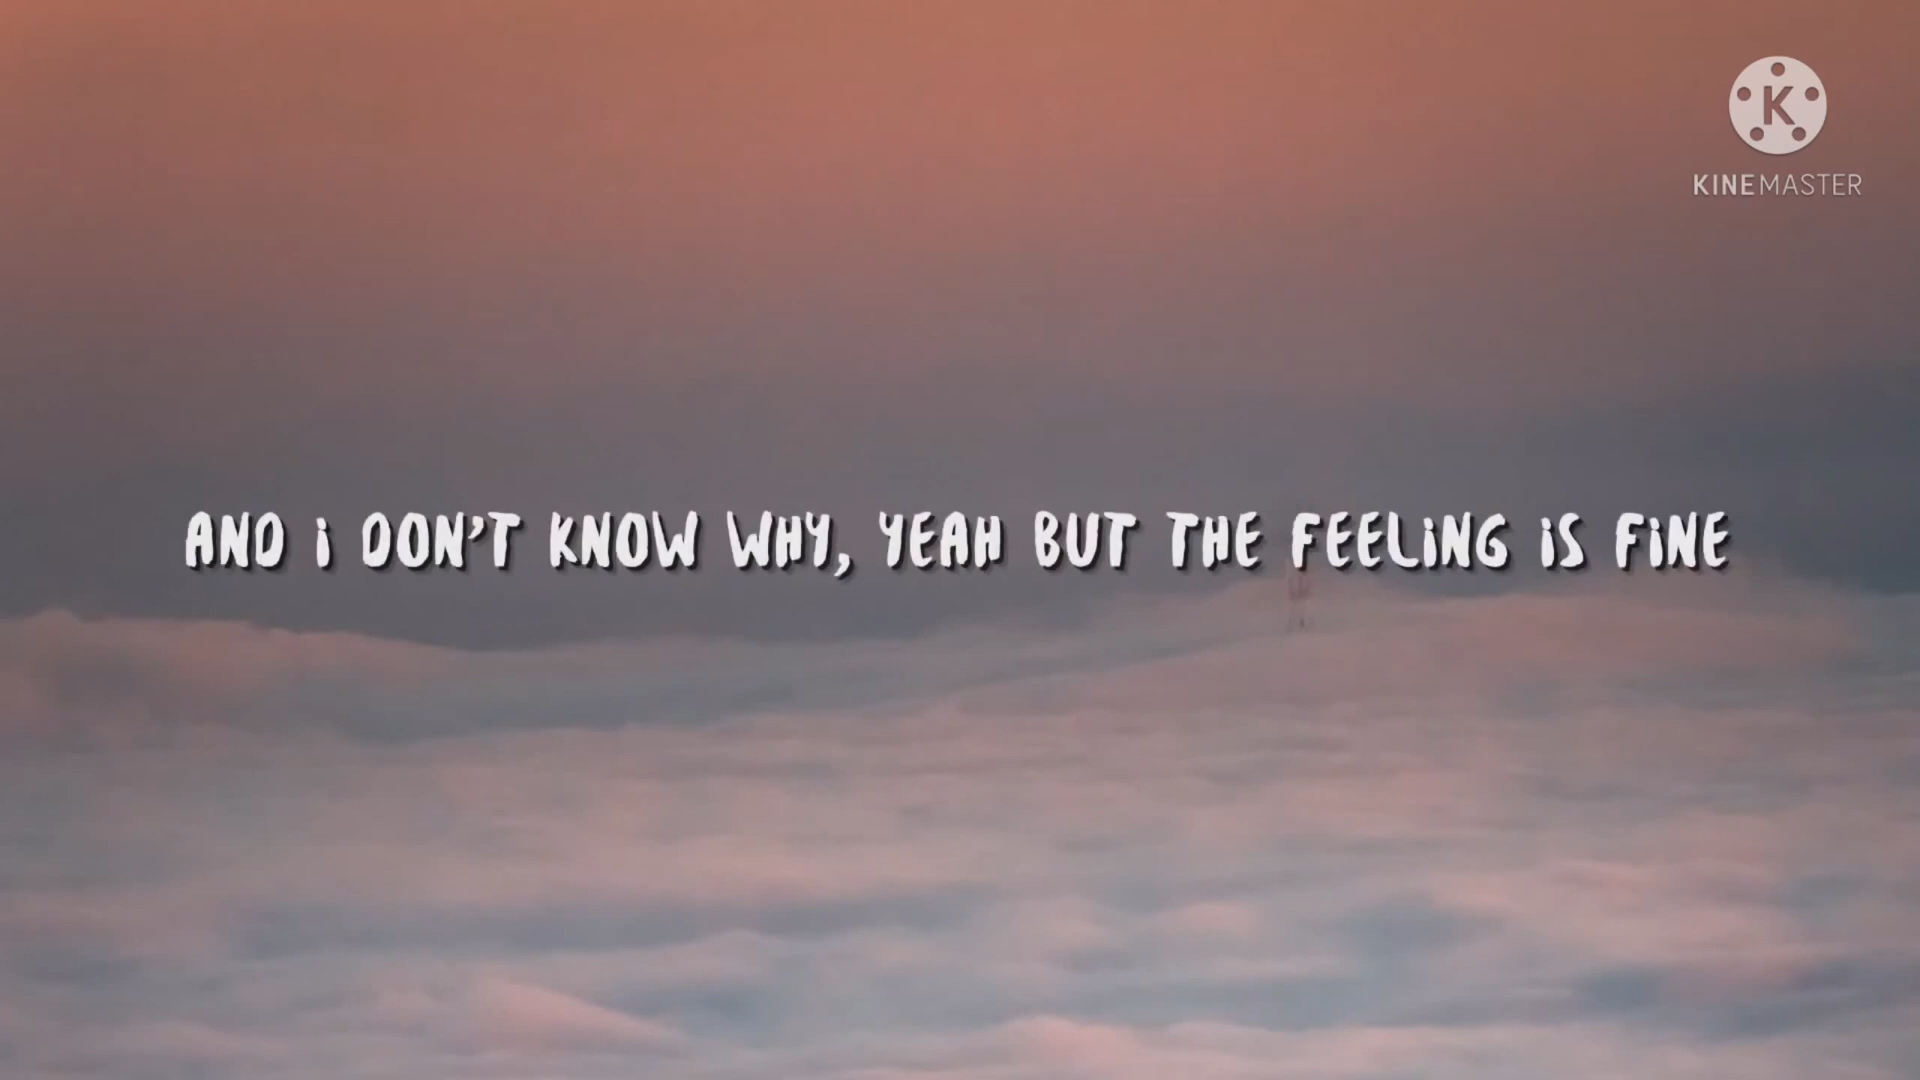 K
KINEMASTER
AND i DON'T KNOW WHY, YEAH BUT THE FEELiNG iS FiNE